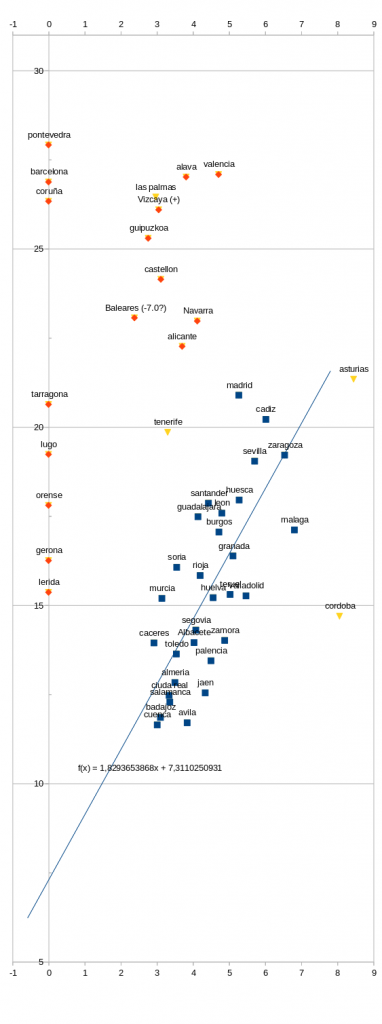 -1 0 1 2 3 4 5 6 7 8 9
30
pontevedra
valencia
alava
barcelona
las palmas
coruña
Vizcaya (+)
guipuzkoa
25
castellon
Baleares (-7.0?)
Navarra
alicante
asturias
madrid
tarragona
cadiz
20
tenerife
zaragoza
lugo
sevilla
orense
santander
huesca
leon
guadalajara
burgos
malaga
gerona
granada
soria
rioja
lerida
murcia
huelva
teruel
valladolid
15
cordoba
segovia
caceres
Albacete
zamora
toledo
palencia
almeria
ciudad real
salamanca
jaen
badajoz
cuenca
avila
f(x) = 1,8293653868x + 7,3110250931
10
5
-1 0 1 2 3 4 5 6 7 8 9